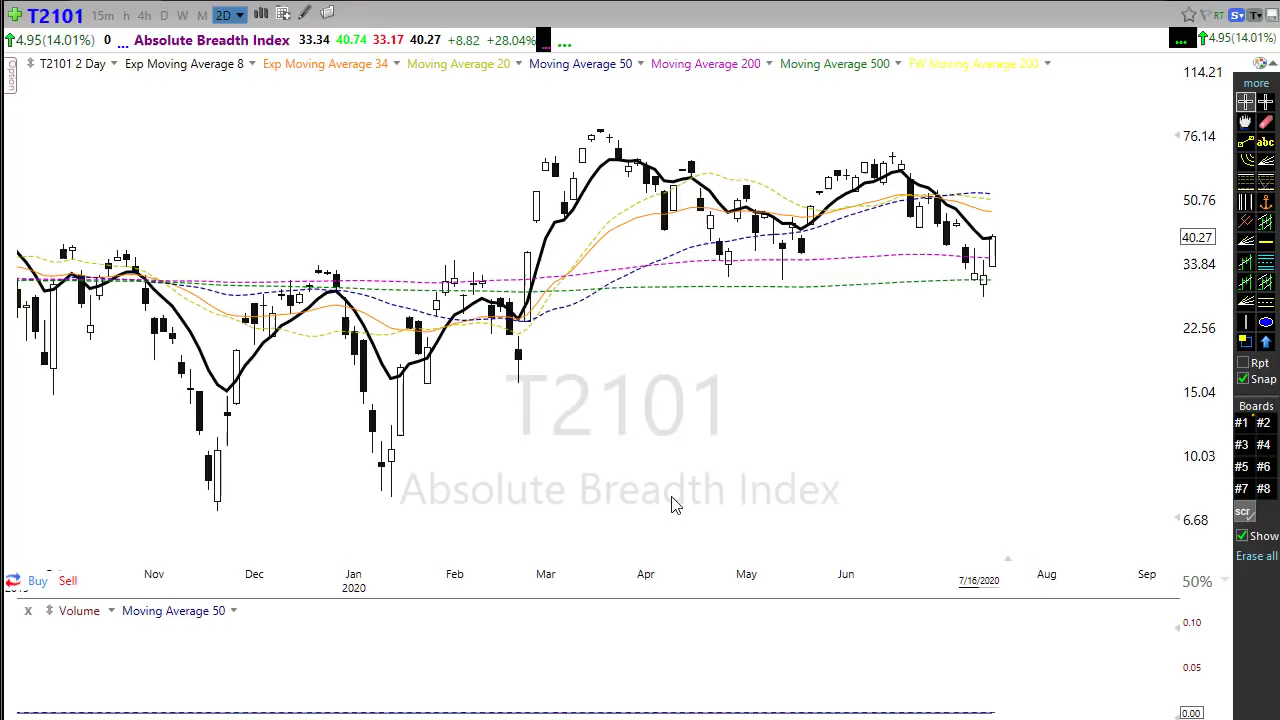 T2101 15m h 4h D W M 2D RT S T
4.95(14.01%) 0 ... Absolute Breadth Index 33.34 40.74 33.17 40.27 +8.82 +28.04% ... ... 4.95(14.01%)
Option T2101 2 Day Exp Moving Average 8 Exp Moving Average 34 Moving Average 20 Moving Average 50 Moving Average 200 Moving Average 500 FW Moving Average 200
114.21
more
76.14
abc
50.76
40.27
33.84
22.56
Rpt
Snap
15.04
T2101
Boards
#1 #2
#3 #4
10.03
#5 #6
Absolute Breadth Index
#7 #8
scr
6.68
Show
Erase all
Nov Dec Jan Feb Mar Apr May Jun 7/16/2020 Aug Sep
Buy Sell 2020 50%
X Volume Moving Average 50
0.10
0.05
0.00